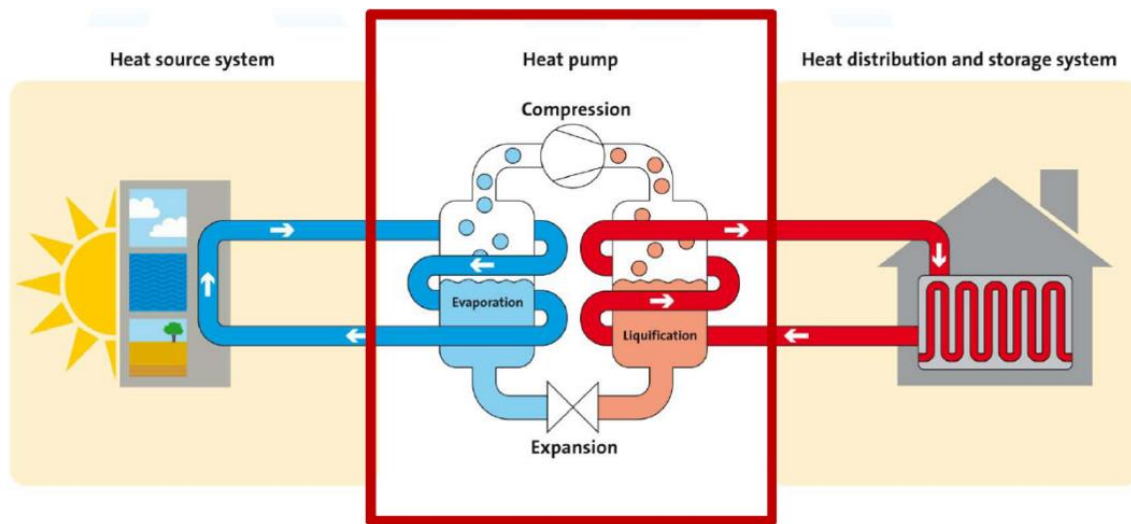 Heat source system
Heat pump
Heat distribution and storage system
Compression
Evaporation
Liquification
Expansion